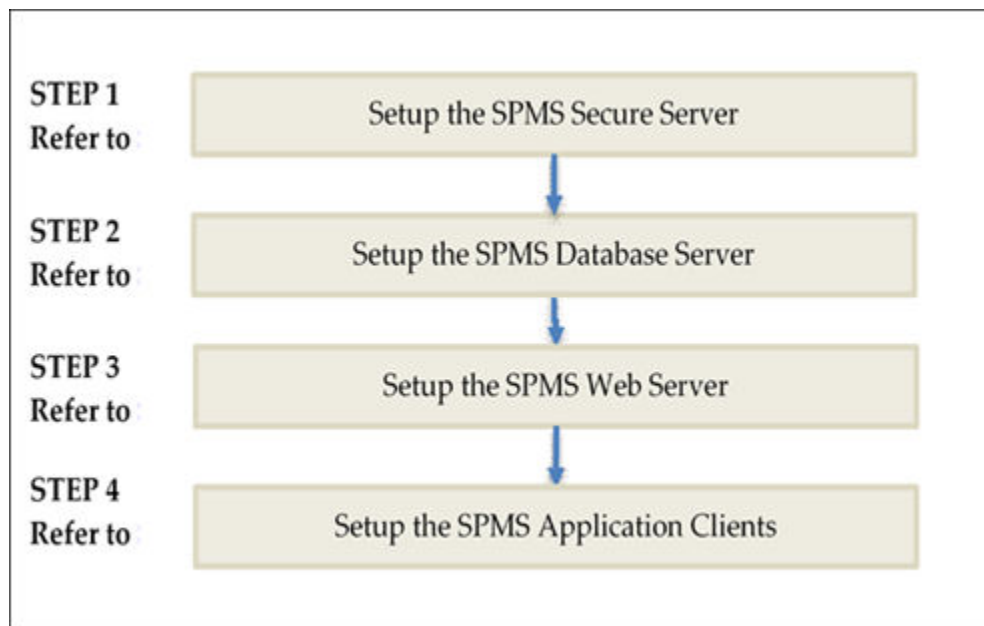 STEP 1
Refer to
Setup the SPMS Secure Server
STEP 2
Refer to
Setup the SPMS Database Server
STEP 3
Refer to
Setup the SPMS Web Server
STEP 4
Refer to
Setup the SPMS Application Clients